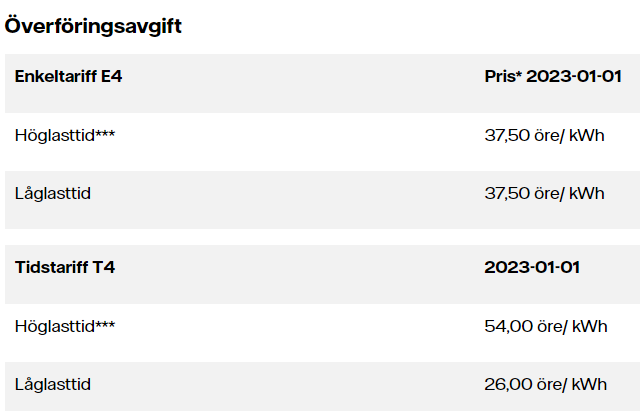 Överföringsavgift
Enkeltariff E4 Pris* 2023-01-01
Höglasttid*** 37,50 öre/ kWh
Låglasttid 37,50 öre/ kWh
Tidstariff T4 2023-01-01
Höglasttid*** 54,00 öre/ kWh
Låglasttid 26,00 öre/ kWh